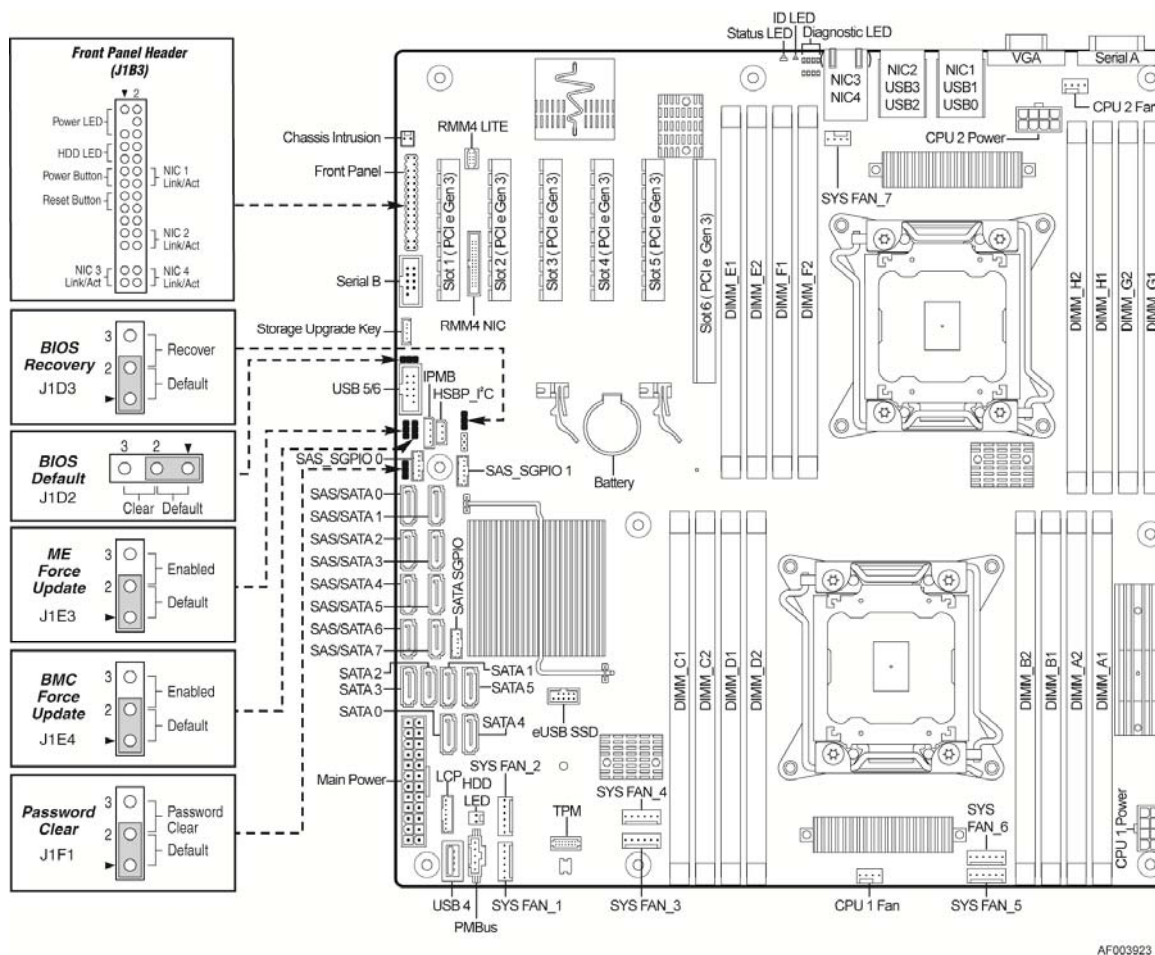 Front Panel Header
(J1B3)
2
Power LED
HDD LED
Power Button
NIC 1
Link/Act
Reset Button
NIC 2
Link/Act
NIC 3
Link/Act
NIC 4
Link/Act
BIOS
Recovery
J1D3
3
2
Recover
Default
BIOS
Default
J1D2
3
2
Clear
Default
ME
Force
Update
J1E3
3
2
Enabled
Default
BMC
Force
Update
J1E4
3
2
Enabled
Default
Password
Clear
J1F1
3
2
Password
Clear
Default
ID LED
Status LED
Diagnostic LED
NIC3
NIC4
NIC2
USB3
USB2
NIC1
USB1
USB0
VGA
Serial A
CPU 2 Fan
CPU 2 Power
SYS FAN_7
Chassis Intrusion
RMM4 LITE
Front Panel
Slot 1 ( PCI e Gen 3)
Slot 2 ( PCI e Gen 3)
Slot 3 ( PCI e Gen 3)
Slot 4 ( PCI e Gen 3)
Slot 5 ( PCI e Gen 3)
Slot 6 ( PCI e Gen 3)
DIMM_E1
DIMM_E2
DIMM_F1
DIMM_F2
DIMM_H2
DIMM_H1
DIMM_G2
DIMM_G1
Serial B
RMM4 NIC
Storage Upgrade Key
USB 5/6
IPMB
HSBP_I²C
SAS_SGPIO 0
SAS_SGPIO 1
Battery
SAS/SATA 0
SAS/SATA 1
SAS/SATA 2
SAS/SATA 3
SAS/SATA 4
SAS/SATA 5
SAS/SATA 6
SAS/SATA 7
SATA SGPIO
SATA 2
SATA 1
SATA 3
SATA 5
SATA 0
SATA 4
eUSB SSD
DIMM_C1
DIMM_C2
DIMM_D1
DIMM_D2
DIMM_B2
DIMM_B1
DIMM_A2
DIMM_A1
Main Power
LCP
HDD
LED
SYS FAN_2
TPM
SYS FAN_4
SYS
FAN_6
CPU 1 Power
USB 4
PMBus
SYS FAN_1
SYS FAN_3
CPU 1 Fan
SYS FAN_5
AF003923